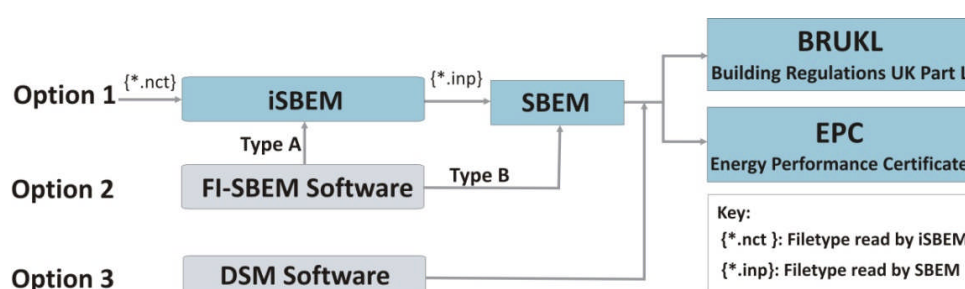 BRUKL
Building Regulations UK Part L
{*.nct}
{*.inp}
Option 1
iSBEM
SBEM
EPC
Energy Performance Certificate
Type A
Option 2
FI-SBEM Software
Type B
Key:
{*.nct }: Filetype read by iSBEM
{*.inp}: Filetype read by SBEM
Option 3
DSM Software